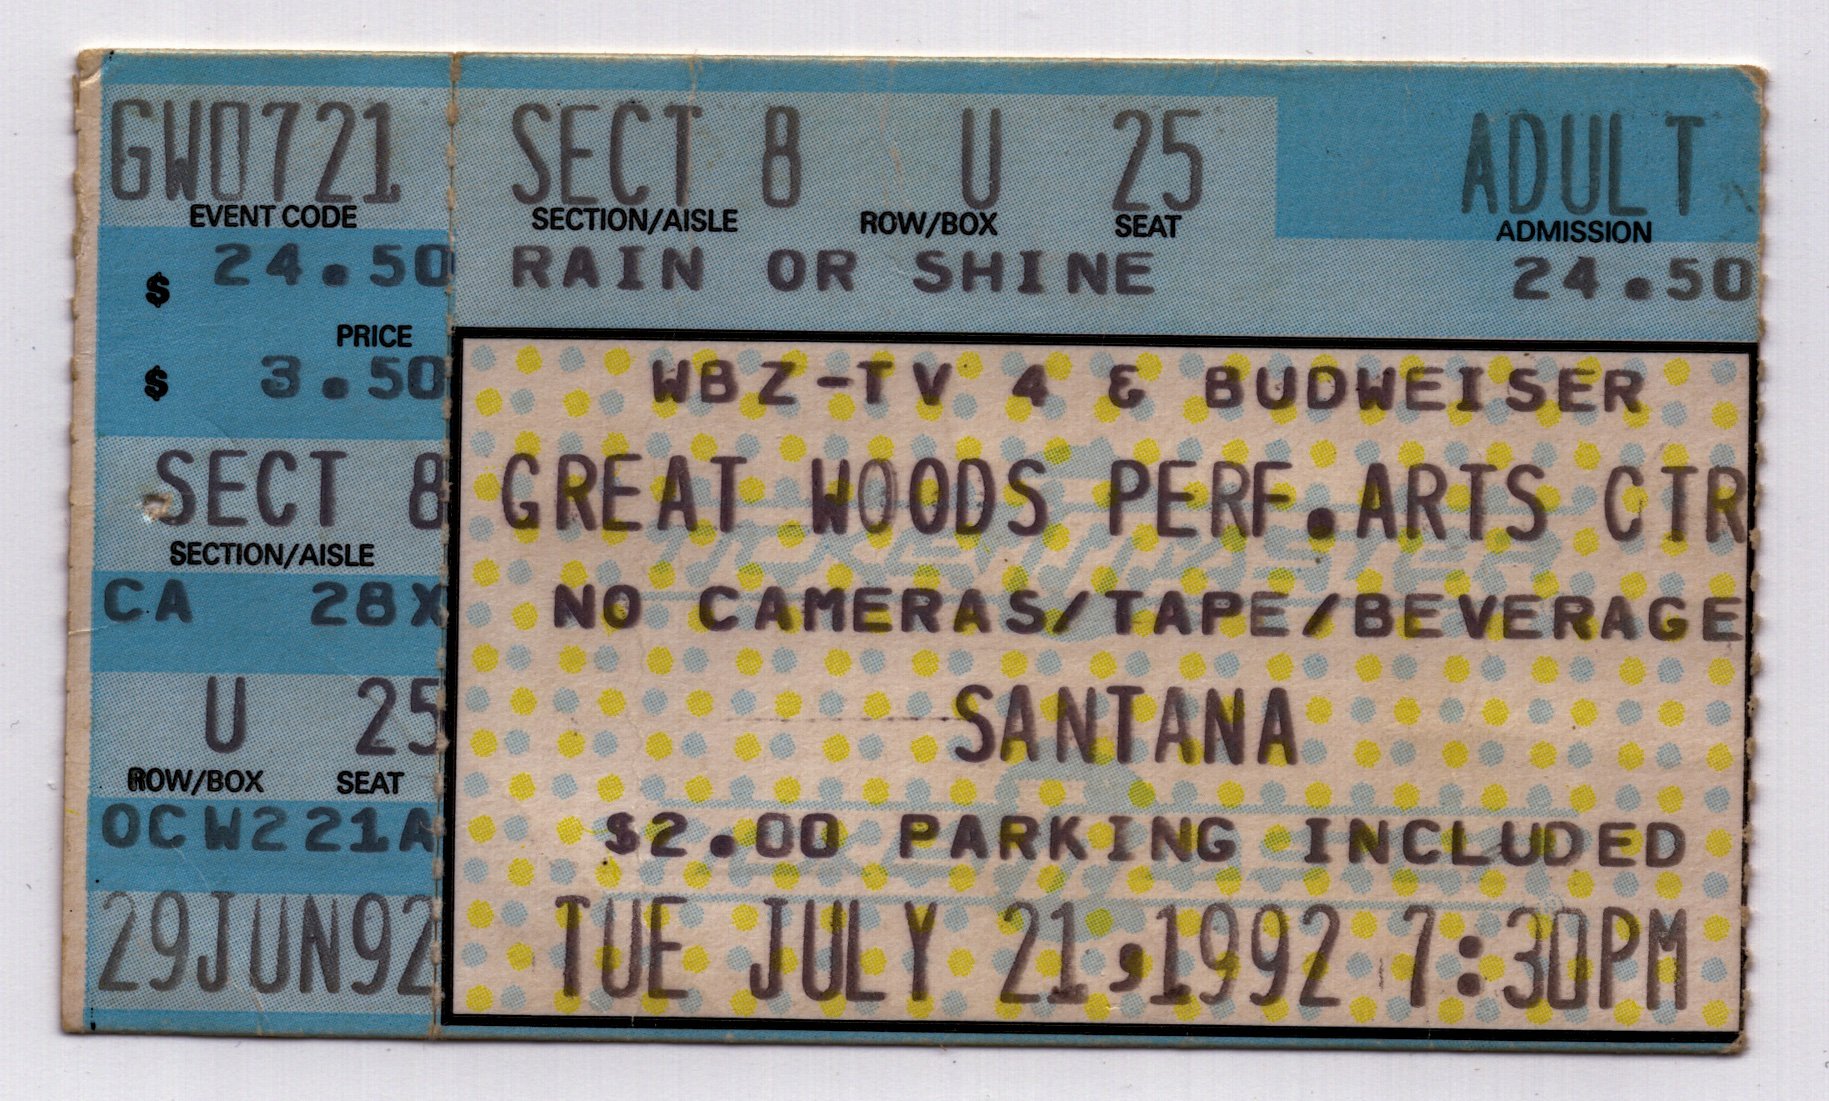 GW0721
EVENT CODE
$ 24.50
PRICE
$ 3.50
SECT 8
SECTION/AISLE
CA 28X
U 25
ROW/BOX SEAT
OCW221A
29JUN92
SECT 8 U 25 ADULT
SECTION/AISLE ROW/BOX SEAT ADMISSION
RAIN OR SHINE 24.50
WBZ-TV 4 & BUDWEISER
GREAT WOODS PERF.ARTS CTR
TICKETMASTER
NO CAMERAS/TAPE/BEVERAGE
SANTANA
$2.00 PARKING INCLUDED
TUE JULY 21,1992 7:30PM